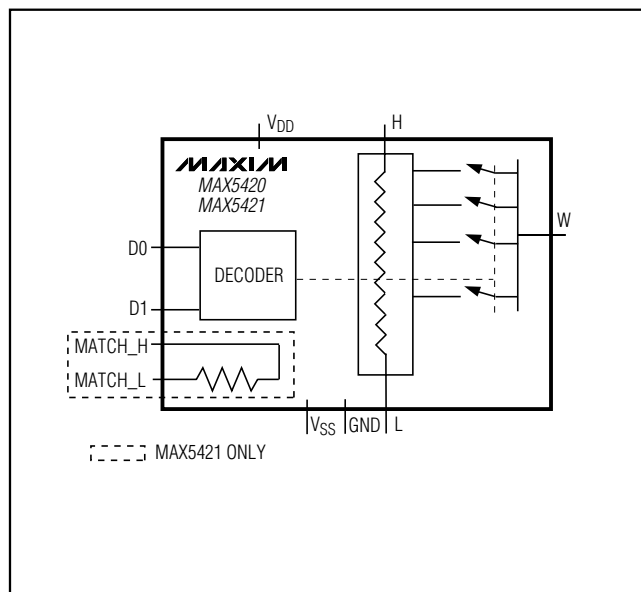 VDD
H
MAXIM
MAX5420
MAX5421
W
D0
DECODER
D1
MATCH_H
MATCH_L
VSS
GND
L
MAX5421 ONLY